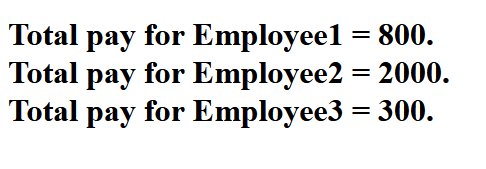 Total pay for Employee1 = 800.
Total pay for Employee2 = 2000.
Total pay for Employee3 = 300.